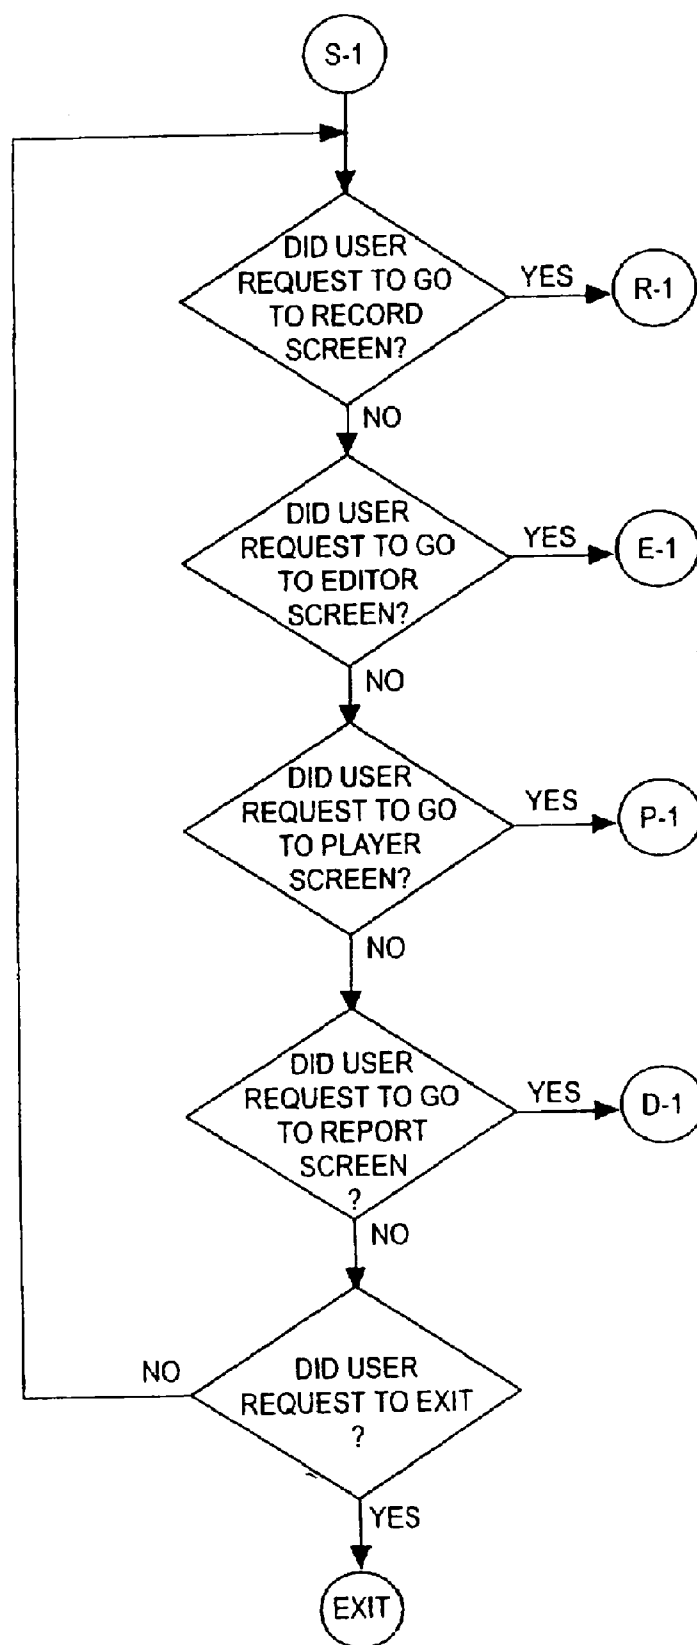 S-1
DID USER
REQUEST TO GO
TO RECORD
SCREEN?
YES
R-1
NO
DID USER
REQUEST TO GO
TO EDITOR
SCREEN?
YES
E-1
NO
DID USER
REQUEST TO GO
TO PLAYER
SCREEN?
YES
P-1
NO
DID USER
REQUEST TO GO
TO REPORT
SCREEN
?
YES
D-1
NO
DID USER
REQUEST TO EXIT
?
NO
YES
EXIT